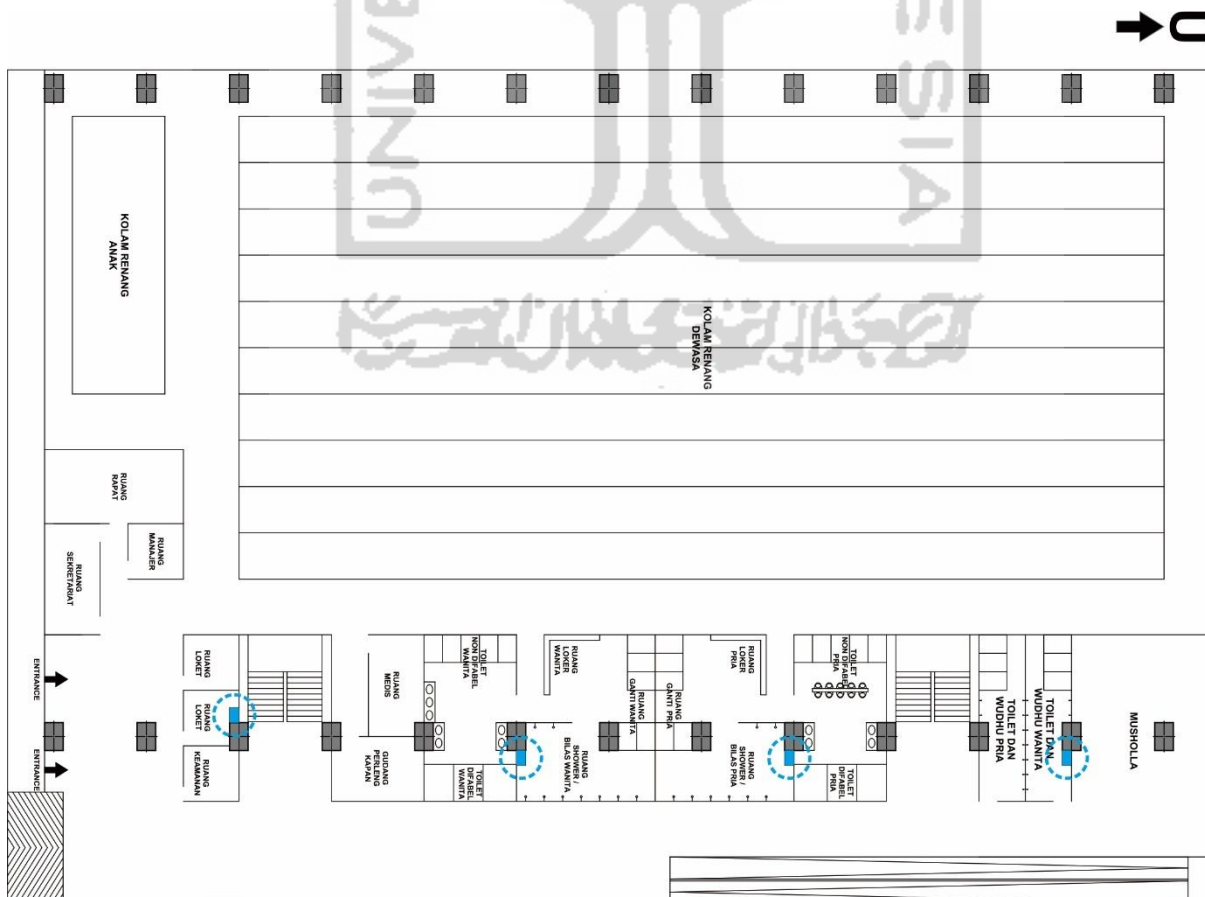 ESIA
KOLAM RENANG
ANAK
KOLAM RENANG
DEWASA
RUANG
RAPAT
RUANG
MANAJER
RUANG
SEKRETARIAT
ENTRANCE
ENTRANCE
RUANG
LOKET
RUANG
LOKET
RUANG
KEAMANAN
RUANG
MEDIS
GUDANG
PERLENG
KAPAN
TOILET
NON DIFABEL
WANITA
TOILET
DIFABEL
WANITA
RUANG
LOKER
WANITA
RUANG
SHOWER /
BILAS WANITA
RUANG
GANTI WANITA
RUANG
GANTI PRIA
RUANG
LOKER
PRIA
RUANG
SHOWER /
BILAS PRIA
TOILET
NON DIFABEL
PRIA
TOILET
DIFABEL
PRIA
TOILET DAN
WUDHU PRIA
TOILET DAN
WUDHU WANITA
MUSHOLLA